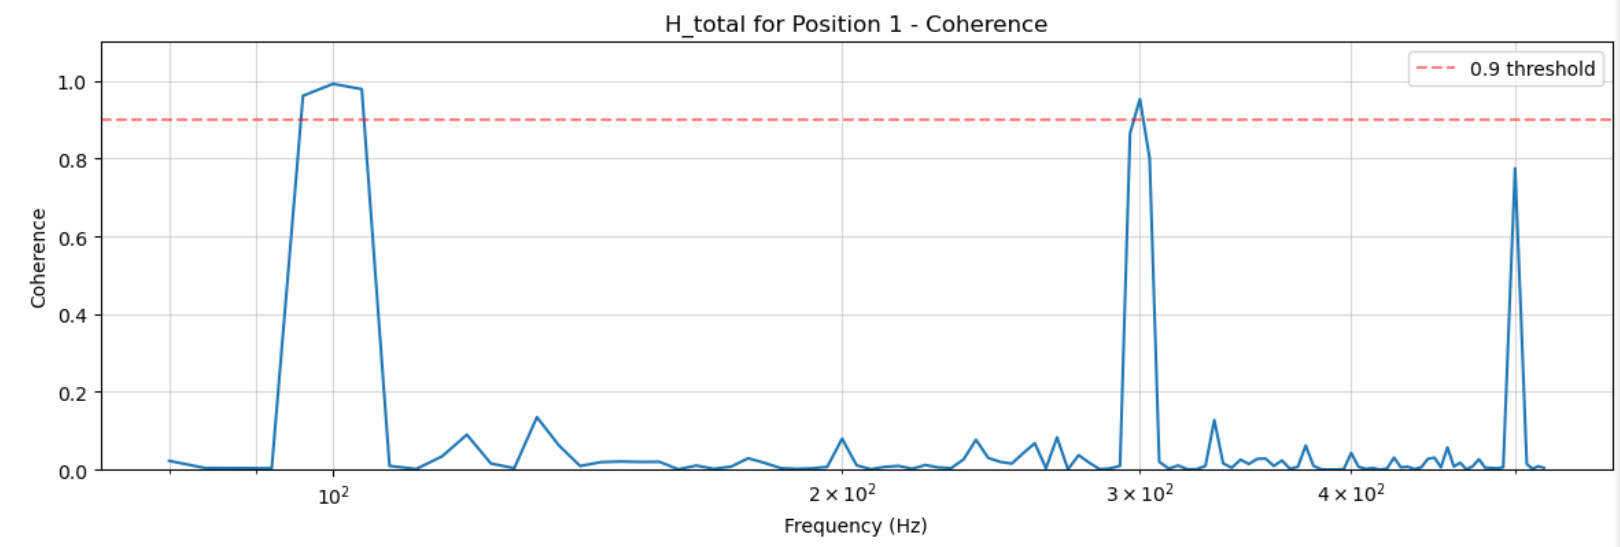 H_total for Position 1 - Coherence
0.9 threshold
1.0
0.8
0.6
0.4
0.2
0.0
Coherence
10²
2 × 10²
3 × 10²
4 × 10²
Frequency (Hz)